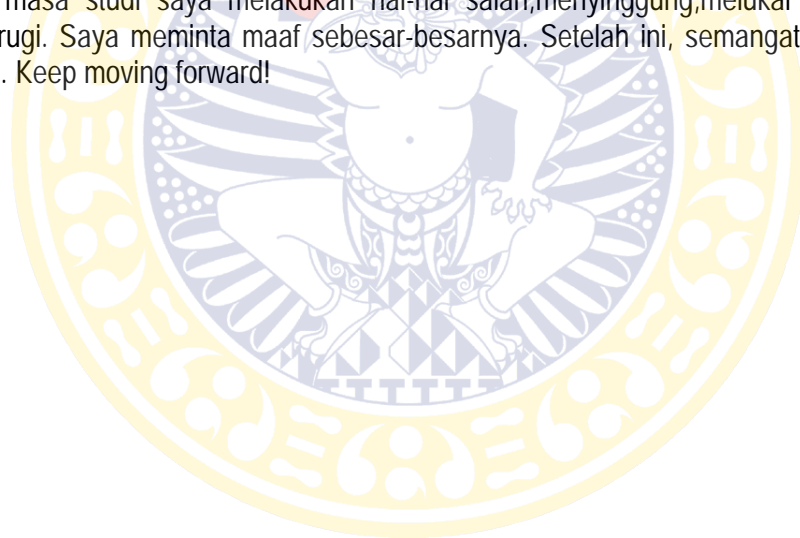 masa studi saya melakukan hal-hal salah,menyinggung,melukai
rugi. Saya meminta maaf sebesar-besarnya. Setelah ini, semangat
. Keep moving forward!